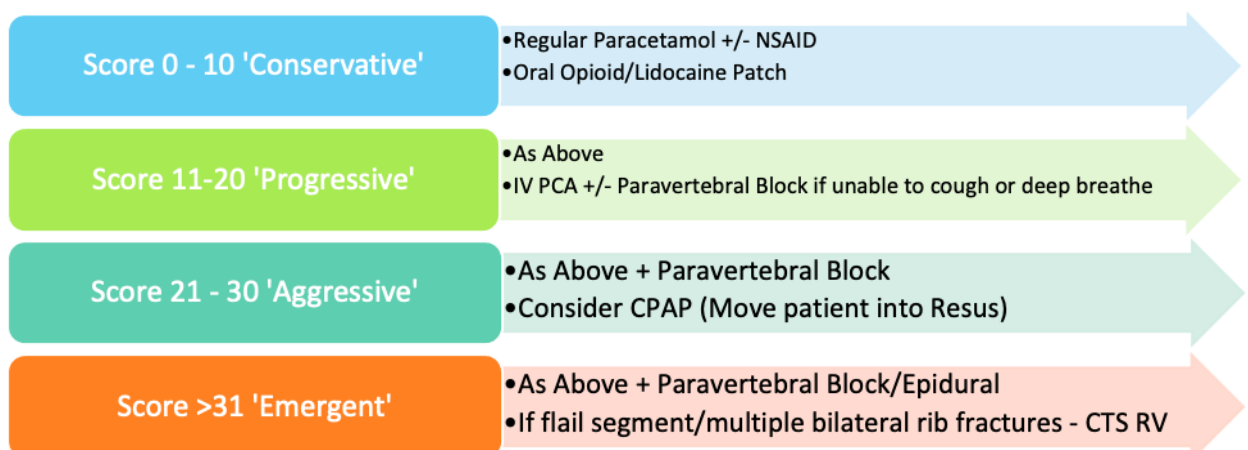 Score 0 - 10 'Conservative'
•Regular Paracetamol +/- NSAID
•Oral Opioid/Lidocaine Patch
Score 11-20 'Progressive'
•As Above
•IV PCA +/- Paravertebral Block if unable to cough or deep breathe
Score 21 - 30 'Aggressive'
•As Above + Paravertebral Block
•Consider CPAP (Move patient into Resus)
Score >31 'Emergent'
•As Above + Paravertebral Block/Epidural
•If flail segment/multiple bilateral rib fractures - CTS RV